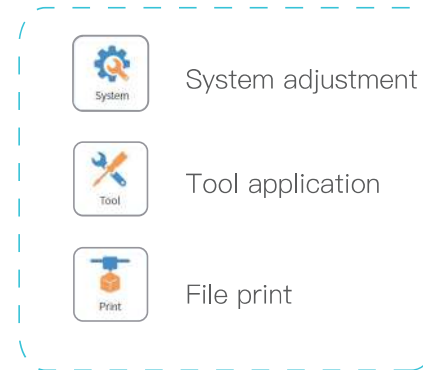 System
System adjustment
Tool
Tool application
Print
File print